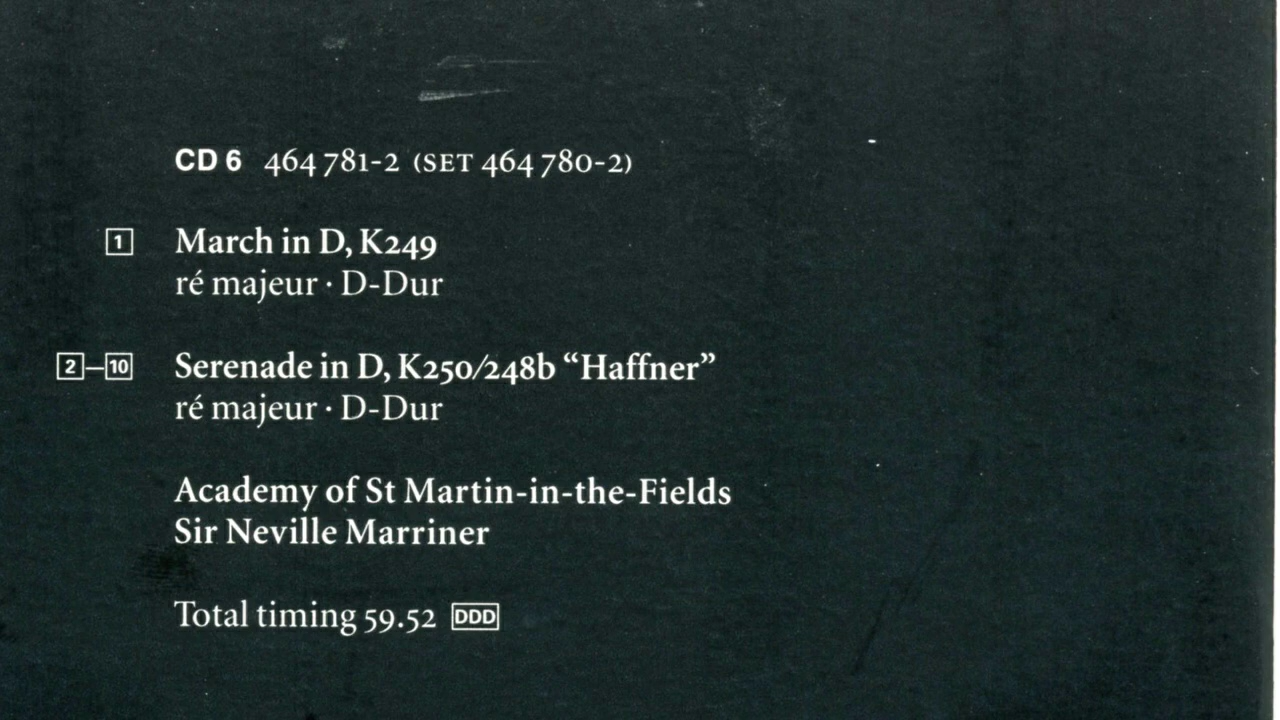 CD 6 464 781-2 (SET 464 780-2)
1 March in D, K249
ré majeur · D-Dur
2–10 Serenade in D, K250/248b “Haffner”
ré majeur · D-Dur
Academy of St Martin-in-the-Fields
Sir Neville Marriner
Total timing 59.52 DDD